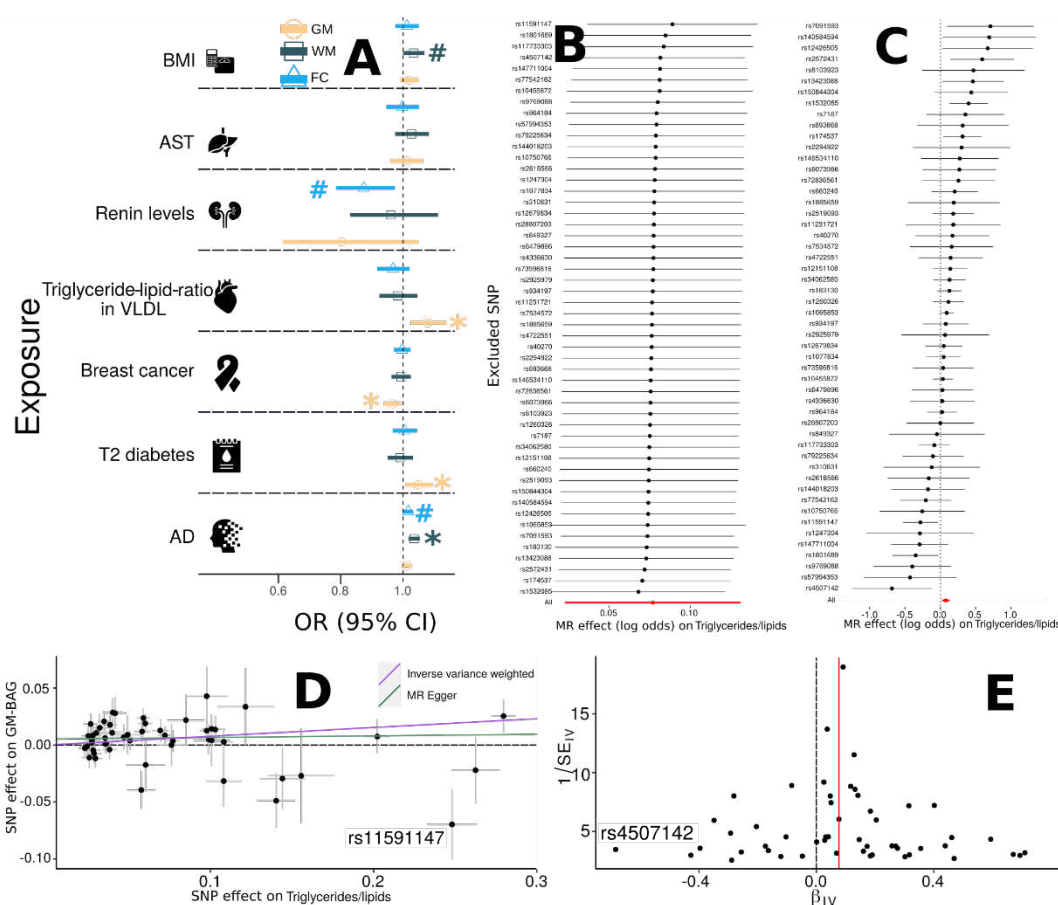 A
GM
WM
FC
Exposure
BMI
#
AST
Renin levels
#
Triglyceride-lipid-ratio
in VLDL
*
Breast cancer
*
T2 diabetes
*
AD
#
*
0.6
0.8
1.0
OR (95% CI)
B
Excluded SNP
rs11591147
rs1801689
rs117733303
rs4507142
rs147711004
rs77542162
rs10455872
rs9769088
rs964184
rs57994353
rs79225634
rs144018203
rs10750766
rs2618566
rs1247304
rs1077834
rs310631
rs12679834
rs28807203
rs849327
rs6479896
rs4336630
rs73596816
rs2925979
rs934197
rs11231721
rs7534572
rs1885659
rs4722551
rs40270
rs2294922
rs693668
rs146534110
rs72836561
rs6073966
rs8103923
rs1280326
rs7187
rs34062580
rs12151108
rs660240
rs2519093
rs150844304
rs140584594
rs12426505
rs1065853
rs7091593
rs183130
rs13423088
rs2572431
rs174537
rs1532085
All
0.05
0.10
MR effect (log odds) on Triglycerides/lipids
C
rs7091593
rs140584594
rs12426505
rs2572431
rs8103923
rs13423088
rs150844304
rs1532085
rs7187
rs693668
rs174537
rs2294922
rs146534110
rs6073966
rs72836561
rs660240
rs1885659
rs2519093
rs11231721
rs40270
rs7534572
rs4722551
rs12151108
rs34062580
rs183130
rs1280326
rs1065853
rs934197
rs2925979
rs12679834
rs1077834
rs73596816
rs10455872
rs6479896
rs4336630
rs964184
rs28807203
rs849327
rs117733303
rs79225634
rs310631
rs2618566
rs144018203
rs77542162
rs10750766
rs11591147
rs1247304
rs147711004
rs1801689
rs9769088
rs57994353
rs4507142
All
-1.0
-0.5
0.0
0.5
1.0
MR effect (log odds) on Triglycerides/lipids
D
Inverse variance weighted
MR Egger
SNP effect on GM-BAG
0.05
0.00
-0.05
-0.10
rs11591147
0.1
0.2
0.3
SNP effect on Triglycerides/lipids
E
1/SE_IV
15
10
5
rs4507142
-0.4
0.0
0.4
β_IV